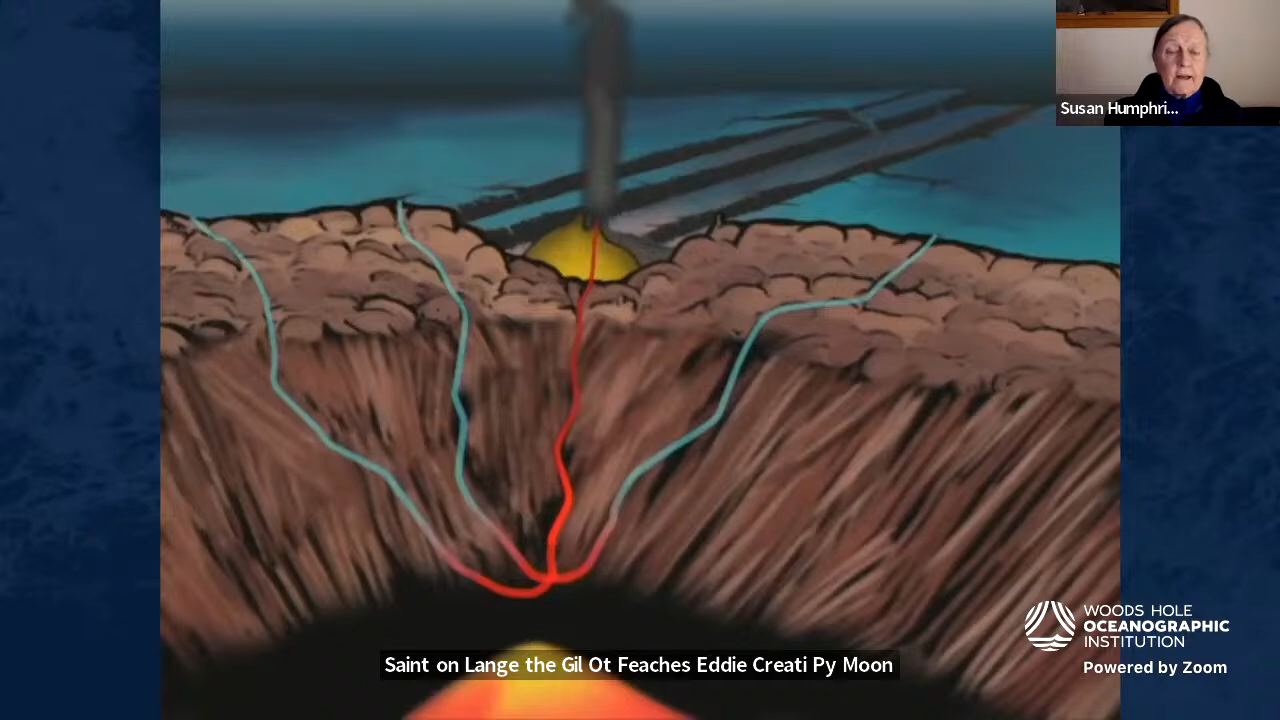 Susan Humphri...
WOODS HOLE
OCEANOGRAPHIC
INSTITUTION
Saint on Lange the Gil Ot Feaches Eddie Creati Py Moon
Powered by Zoom